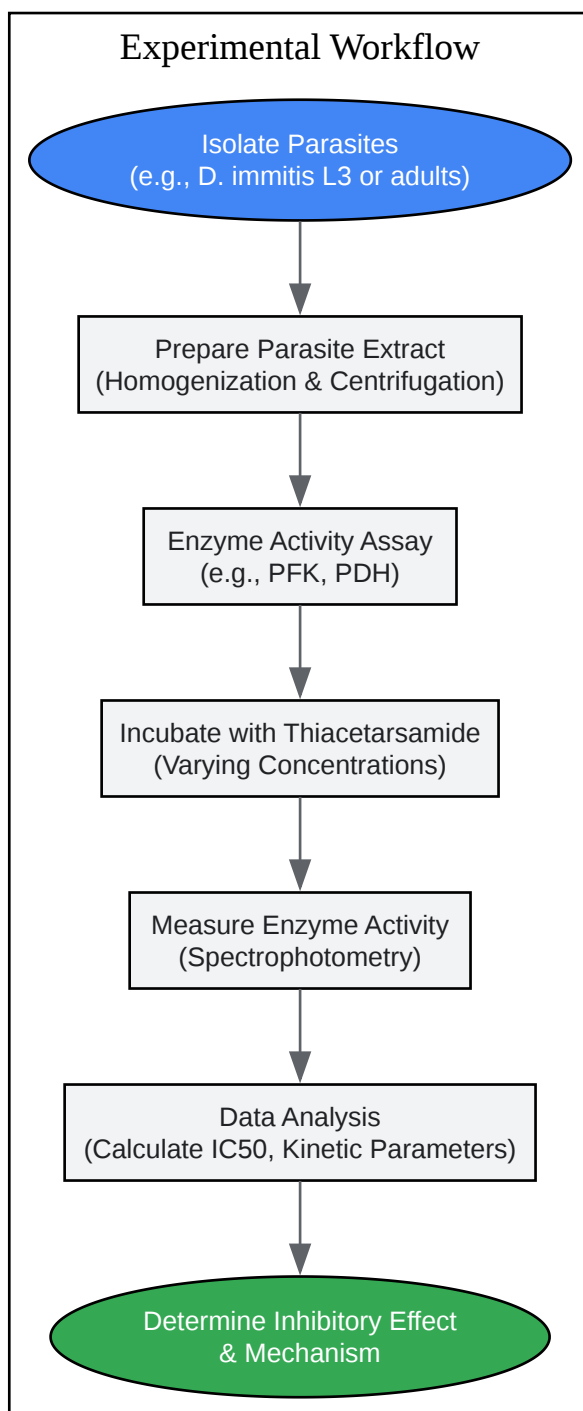 Experimental Workflow
Isolate Parasites
(e.g., D. immitis L3 or adults)
Prepare Parasite Extract
(Homogenization & Centrifugation)
Enzyme Activity Assay
(e.g., PFK, PDH)
Incubate with Thiacetarsamide
(Varying Concentrations)
Measure Enzyme Activity
(Spectrophotometry)
Data Analysis
(Calculate IC50, Kinetic Parameters)
Determine Inhibitory Effect
& Mechanism